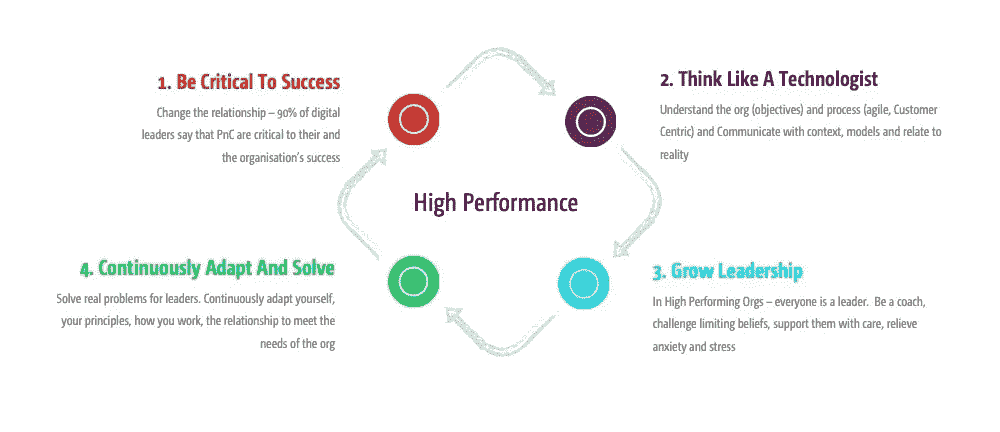 1. Be Critical To Success
Change the relationship – 90% of digital
leaders say that PnC are critical to their and
the organisation's success
2. Think Like A Technologist
Understand the org (objectives) and process (agile, Customer
Centric) and Communicate with context, models and relate to
reality
High Performance
3. Grow Leadership
In High Performing Orgs – everyone is a leader. Be a coach,
challenge limiting beliefs, support them with care, relieve
anxiety and stress
4. Continuously Adapt And Solve
Solve real problems for leaders. Continuously adapt yourself,
your principles, how you work, the relationship to meet the
needs of the org